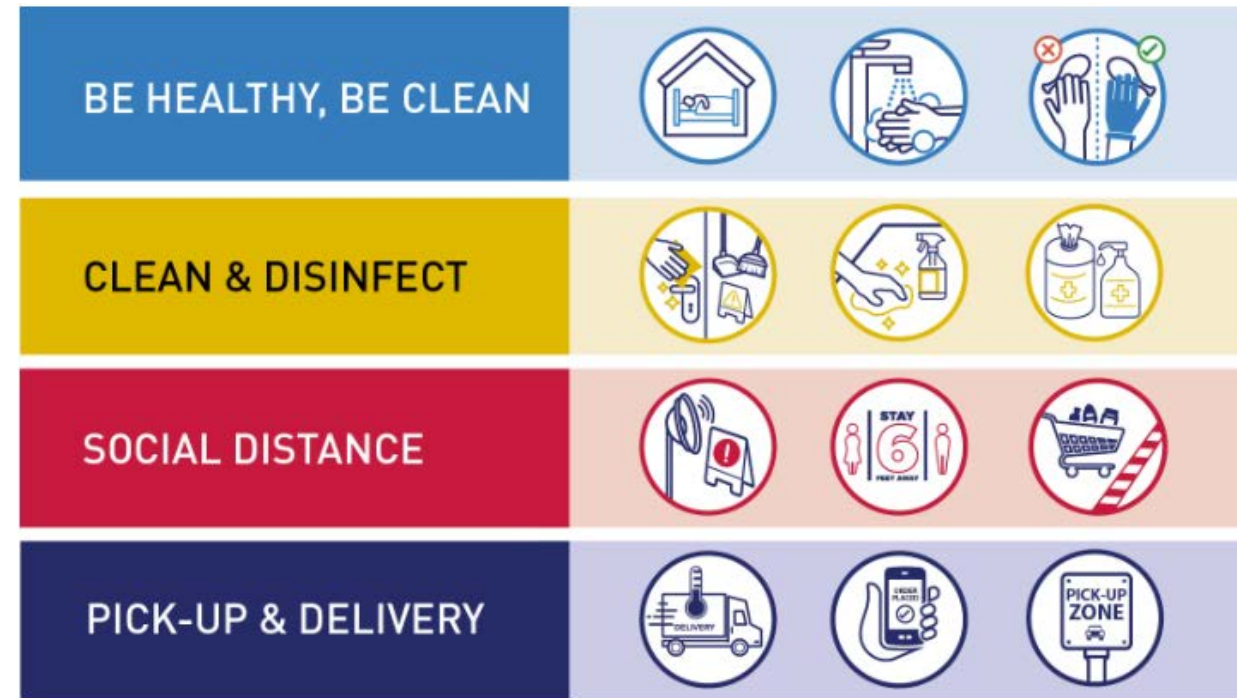 BE HEALTHY, BE CLEAN
CLEAN & DISINFECT
SOCIAL DISTANCE
STAY
6
FEET AWAY
PICK-UP & DELIVERY
DELIVERY
ORDER
PLACED
PICK-UP
ZONE